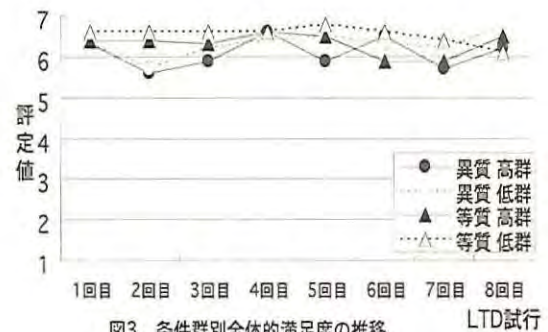 7
6
5
4
3
2
1
評定値
異質 高群
異質 低群
等質 高群
等質 低群
1回目 2回目 3回目 4回目 5回目 6回目 7回目 8回目
LTD試行
図3 条件群別全体的満足度の推移